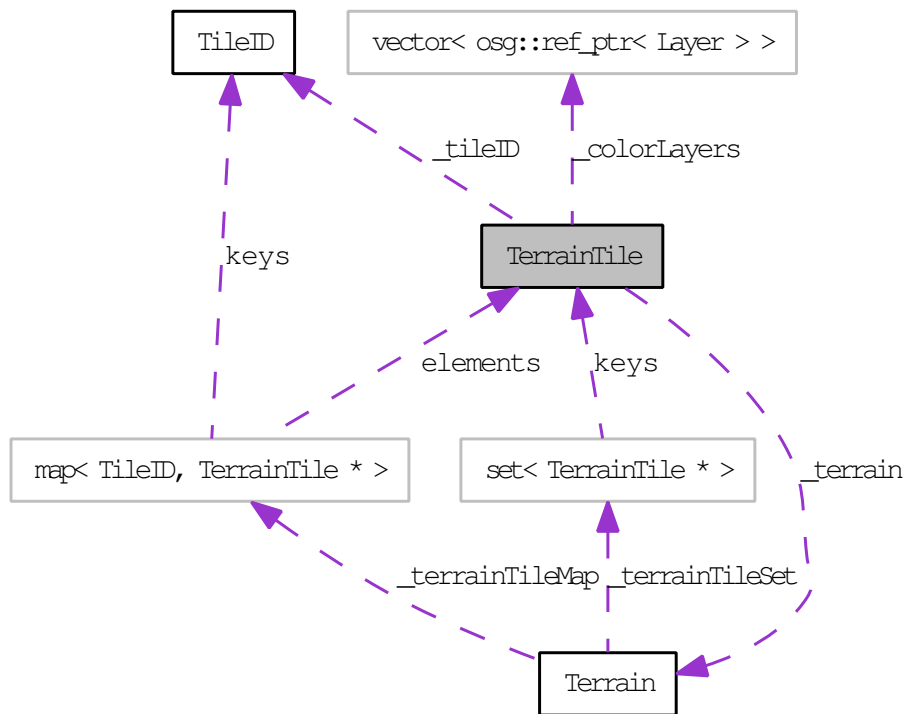 TileID
vector< osg::ref_ptr< Layer > >
_tileID
_colorLayers
keys
TerrainTile
elements
keys
map< TileID, TerrainTile * >
set< TerrainTile * >
_terrain
_terrainTileMap
_terrainTileSet
Terrain